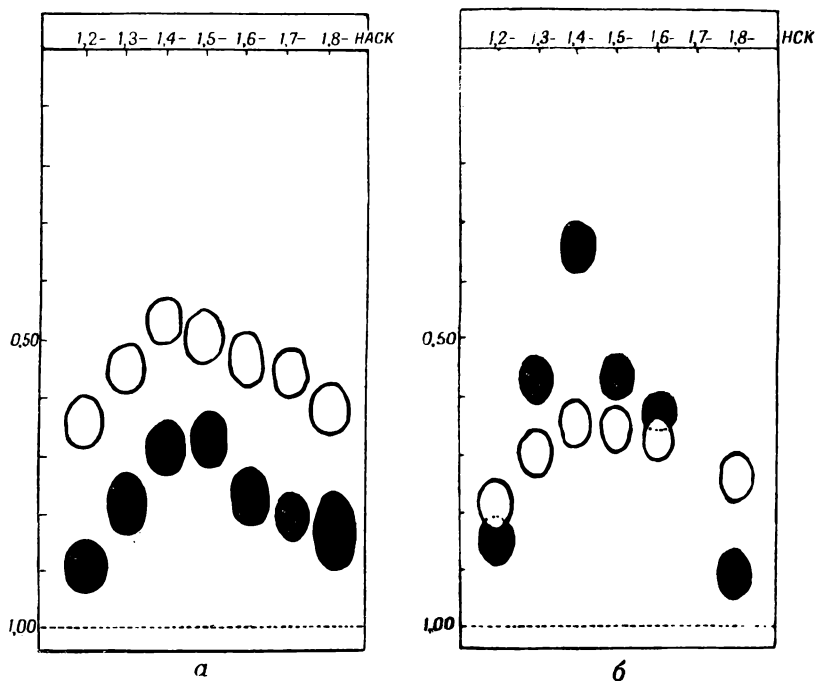 1,2- 1,3- 1,4- 1,5- 1,6- 1,7- 1,8- НАСК
0,50
1,00
а
1,2- 1,3- 1,4- 1,5- 1,6- 1,7- 1,8- НСК
0,50
1,00
б